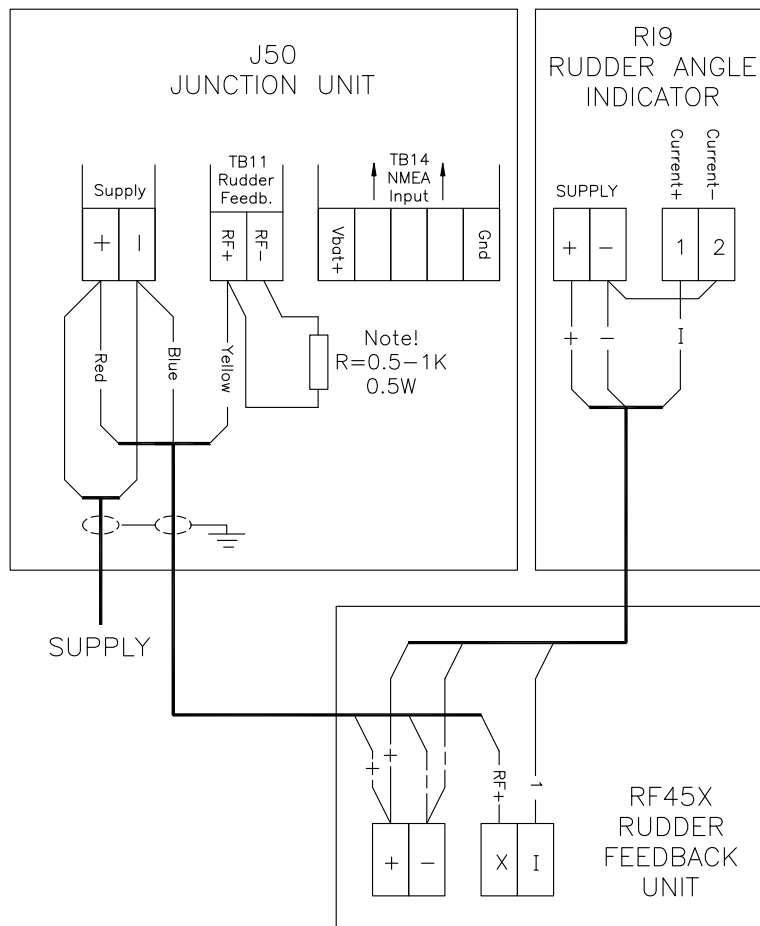 J50
JUNCTION UNIT
Supply
+ −
TB11
Rudder
Feedb.
RF+ RF−
TB14
NMEA
Input
Vbat+ Gnd
Red
Blue
Yellow
Note!
R=0.5−1K
0.5W
SUPPLY
RI9
RUDDER ANGLE
INDICATOR
Current+
Current−
SUPPLY
+ −
1 2
+ − I
+ + RF+ 1
+ − X I
RF45X
RUDDER
FEEDBACK
UNIT